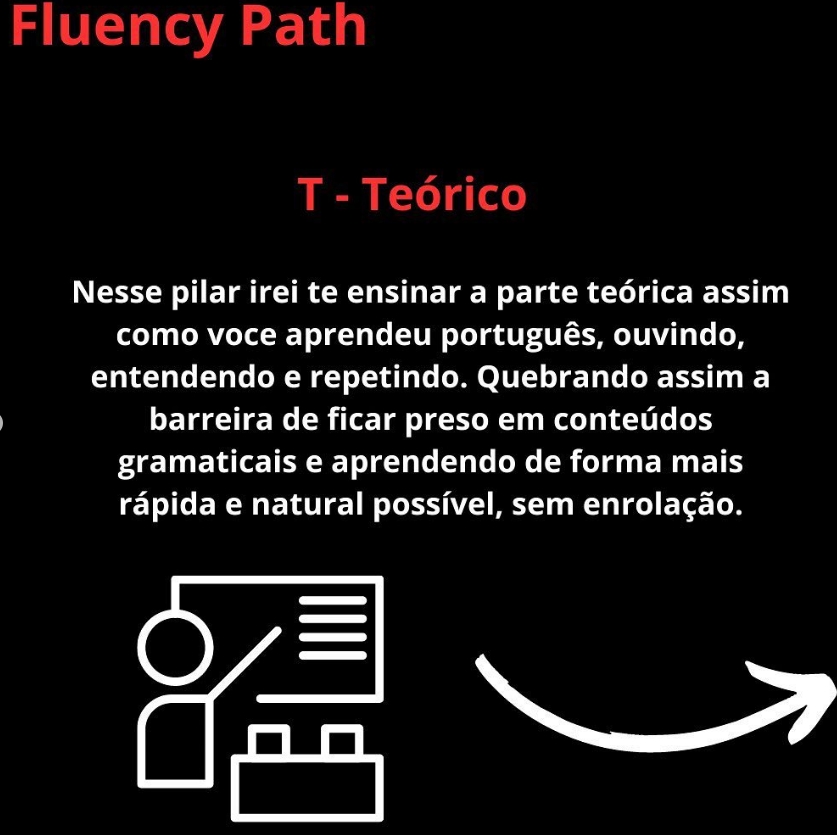 Fluency Path
T - Teórico
Nesse pilar irei te ensinar a parte teórica assim
como voce aprendeu português, ouvindo,
entendendo e repetindo. Quebrando assim a
barreira de ficar preso em conteúdos
gramaticais e aprendendo de forma mais
rápida e natural possível, sem enrolação.